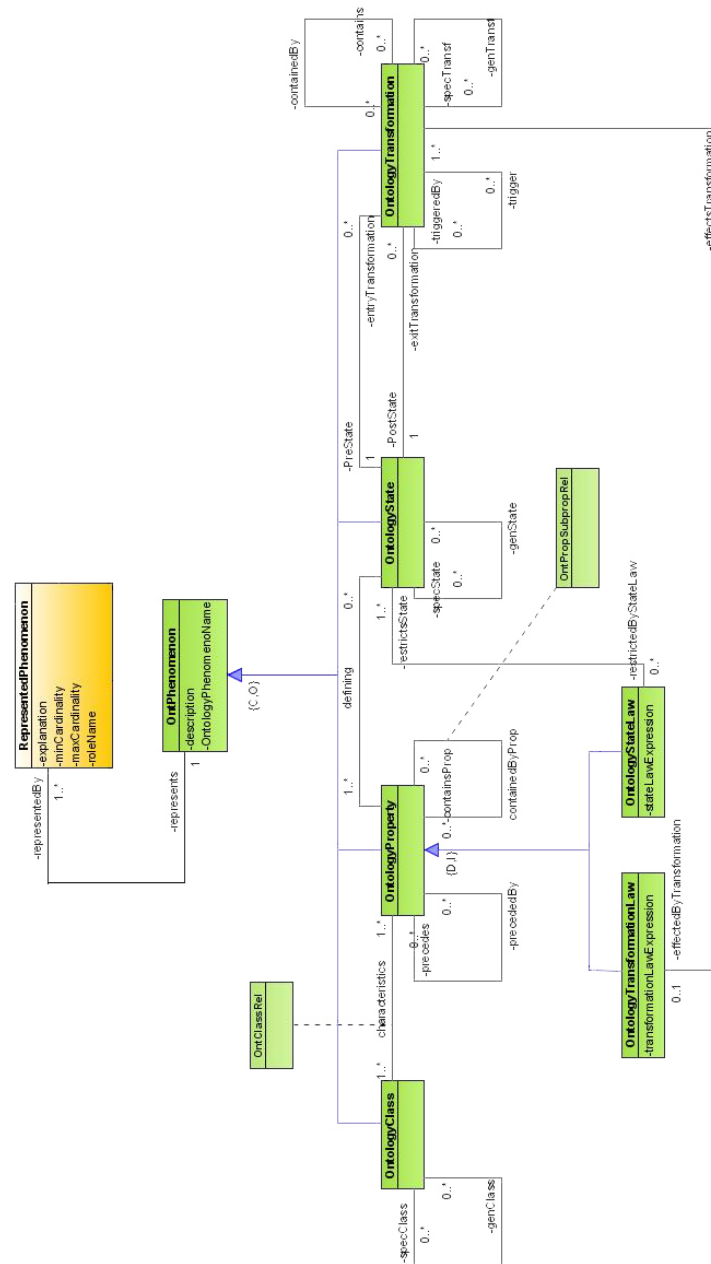 RepresentedPhenomenon
-explanation
-minCardinality
-maxCardinality
-roleName
-representedBy
1..*
-represents
1
OntPhenomenon
-description
-OntologyPhenomenoName
{C,O}
OntClassRel
defining
OntologyClass
1..*
characteristics
1..*
-specClass
0..*
0..*
-genClass
OntologyProperty
1..*
0..*
-precedes
0..*
-precededBy
{D,I}
0..*
-containsProp
0..*
containedByProp
OntPropSubpropRel
OntologyState
0..*
1..*
-restrictsState
-specState
0..*
0..*
-genState
-PreState
1
-PostState
1
OntologyTransformation
0..*
-entryTransformation
0..*
-exitTransformation
-triggeredBy
0..*
0..*
-trigger
1..*
-specTransf
0..*
0..*
-genTransf
-containedBy
0..*
-contains
0..*
OntologyTransformationLaw
-transformationLawExpression
0..1
-effectedByTransformation
OntologyStateLaw
-stateLawExpression
-restrictedByStateLaw
0..*
-effectsTransformation